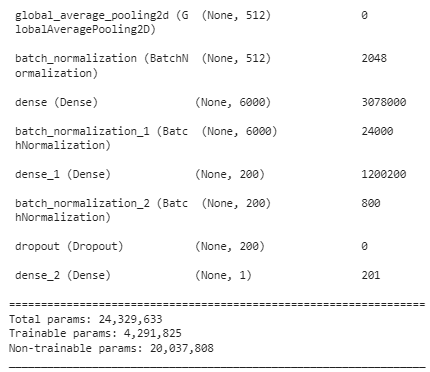 global_average_pooling2d (G  (None, 512)  0
lobalAveragePooling2D)
batch_normalization (BatchN  (None, 512)  2048
ormalization)
dense (Dense)  (None, 6000)  3078000
batch_normalization_1 (Batc  (None, 6000)  24000
hNormalization)
dense_1 (Dense)  (None, 200)  1200200
batch_normalization_2 (Batc  (None, 200)  800
hNormalization)
dropout (Dropout)  (None, 200)  0
dense_2 (Dense)  (None, 1)  201
=================================================================
Total params: 24,329,633
Trainable params: 4,291,825
Non-trainable params: 20,037,808
_________________________________________________________________